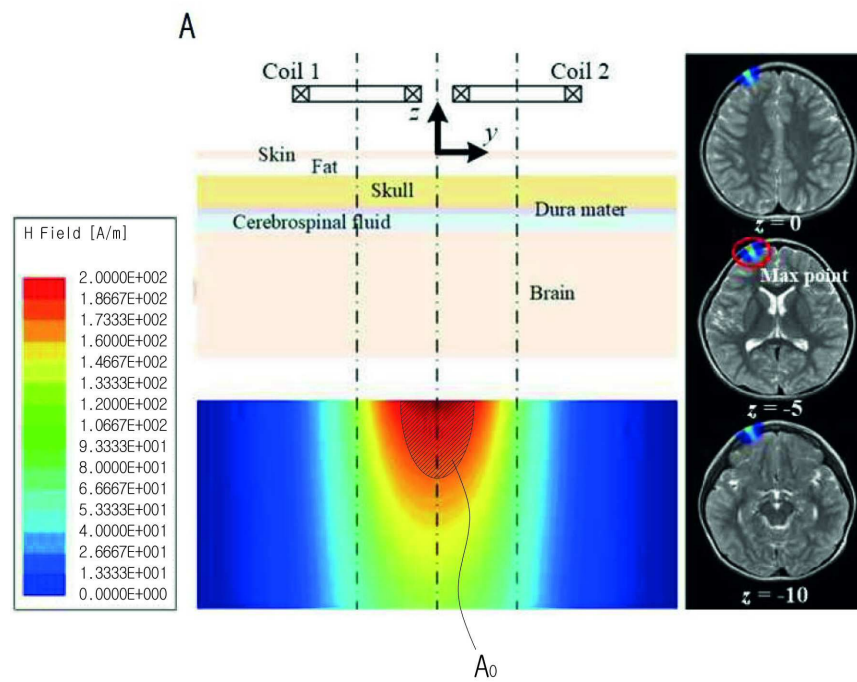 A
Coil 1
Coil 2
z
y
Skin
Fat
Skull
Dura mater
Cerebrospinal fluid
Brain
H Field [A/m]
2.0000E+002
1.8667E+002
1.7333E+002
1.6000E+002
1.4667E+002
1.3333E+002
1.2000E+002
1.0667E+002
9.3333E+001
8.0000E+001
6.6667E+001
5.3333E+001
4.0000E+001
2.6667E+001
1.3333E+001
0.0000E+000
A₀
z = 0
Max point
z = -5
z = -10